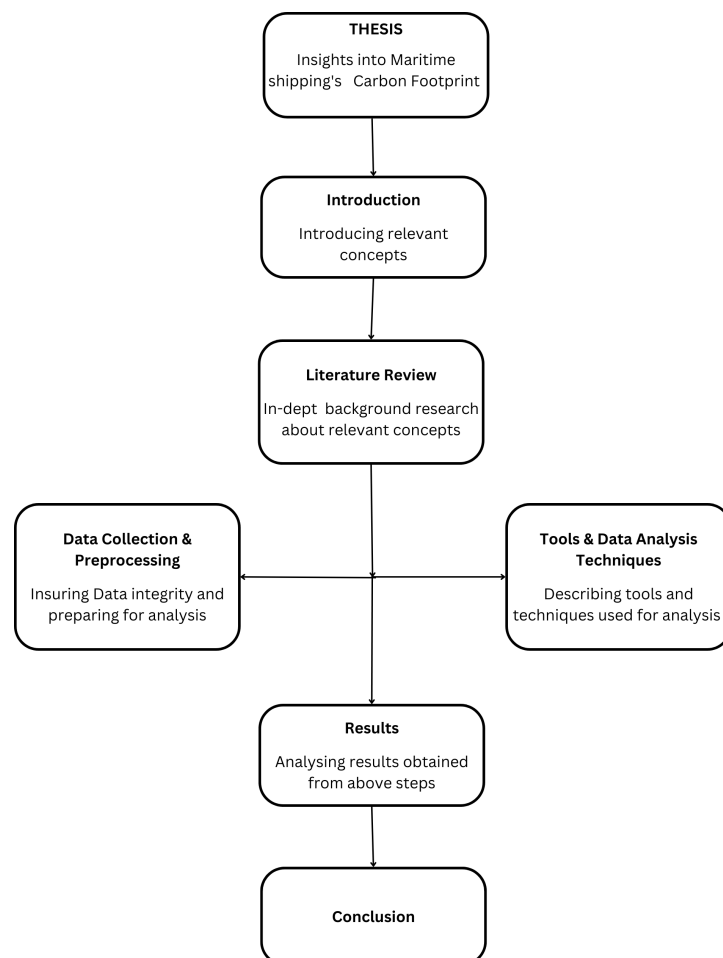 THESIS
Insights into Maritime
shipping's Carbon Footprint
Introduction
Introducing relevant
concepts
Literature Review
In-dept background research
about relevant concepts
Data Collection &
Preprocessing
Insuring Data integrity and
preparing for analysis
Tools & Data Analysis
Techniques
Describing tools and
techniques used for analysis
Results
Analysing results obtained
from above steps
Conclusion